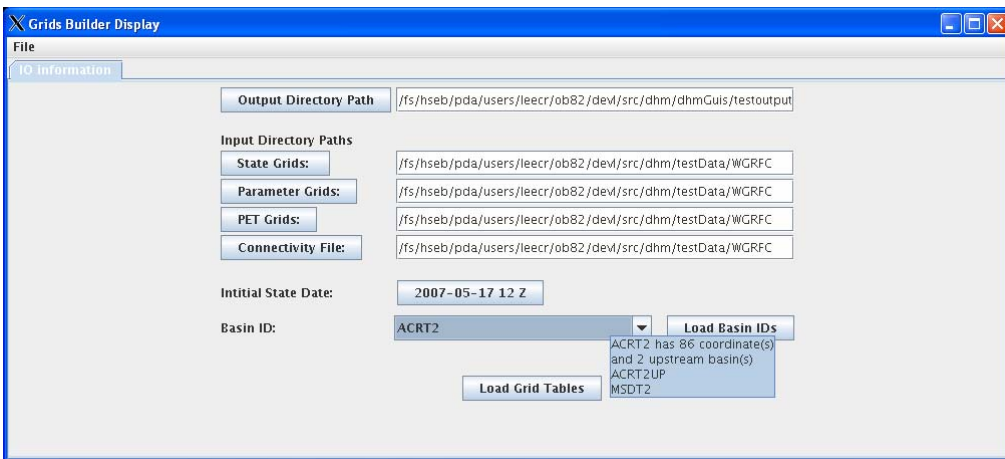 Grids Builder Display
File
IO information
Output Directory Path /fs/hseb/pda/users/leecr/ob82/devl/src/dhm/dhmGuis/testoutput
Input Directory Paths
State Grids: /fs/hseb/pda/users/leecr/ob82/devl/src/dhm/testData/WGRFC
Parameter Grids: /fs/hseb/pda/users/leecr/ob82/devl/src/dhm/testData/WGRFC
PET Grids: /fs/hseb/pda/users/leecr/ob82/devl/src/dhm/testData/WGRFC
Connectivity File: /fs/hseb/pda/users/leecr/ob82/devl/src/dhm/testData/WGRFC
Intitial State Date: 2007-05-17 12 Z
Basin ID: ACRT2 Load Basin IDs
ACRT2 has 86 coordinate(s)
and 2 upstream basin(s)
ACRT2UP
MSDT2
Load Grid Tables